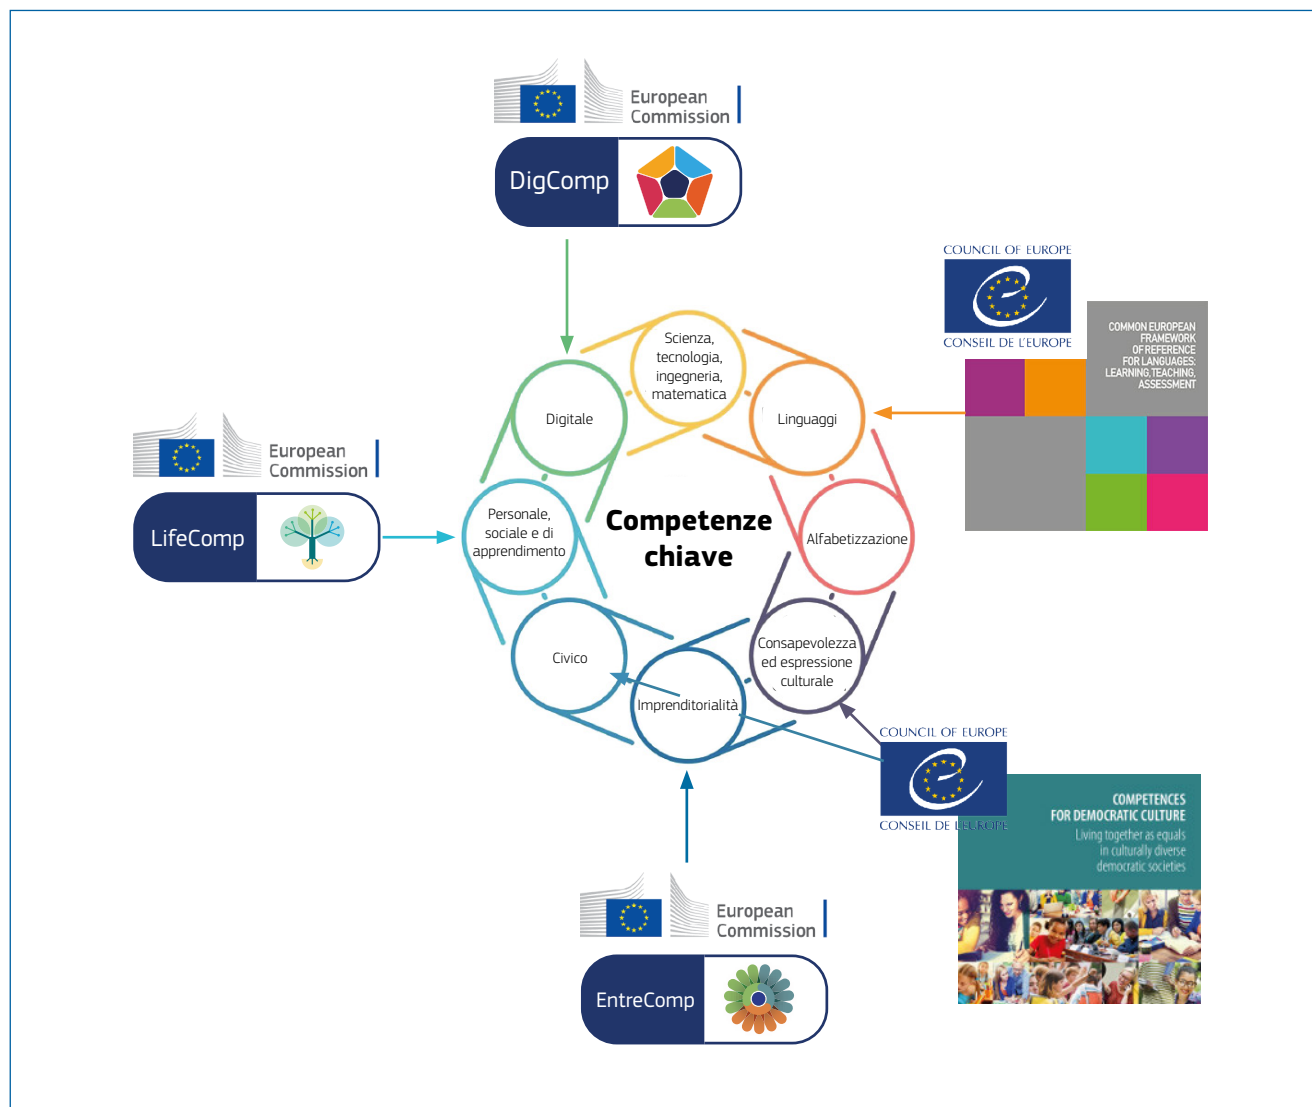 European
Commission
DigComp
COUNCIL OF EUROPE
CONSEIL DE L'EUROPE
COMMON EUROPEAN
FRAMEWORK
OF REFERENCE
FOR LANGUAGES:
LEARNING, TEACHING,
ASSESSMENT
Scienza,
tecnologia,
ingegneria,
matematica
Digitale
Linguaggi
European
Commission
LifeComp
Personale,
sociale e di
apprendimento
Competenze
chiave
Alfabetizzazione
Civico
Consapevolezza
ed espressione
culturale
Imprenditorialità
COUNCIL OF EUROPE
CONSEIL DE L'EUROPE
COMPETENCES
FOR DEMOCRATIC CULTURE
Living together as equals
in culturally diverse
democratic societies
European
Commission
EntreComp